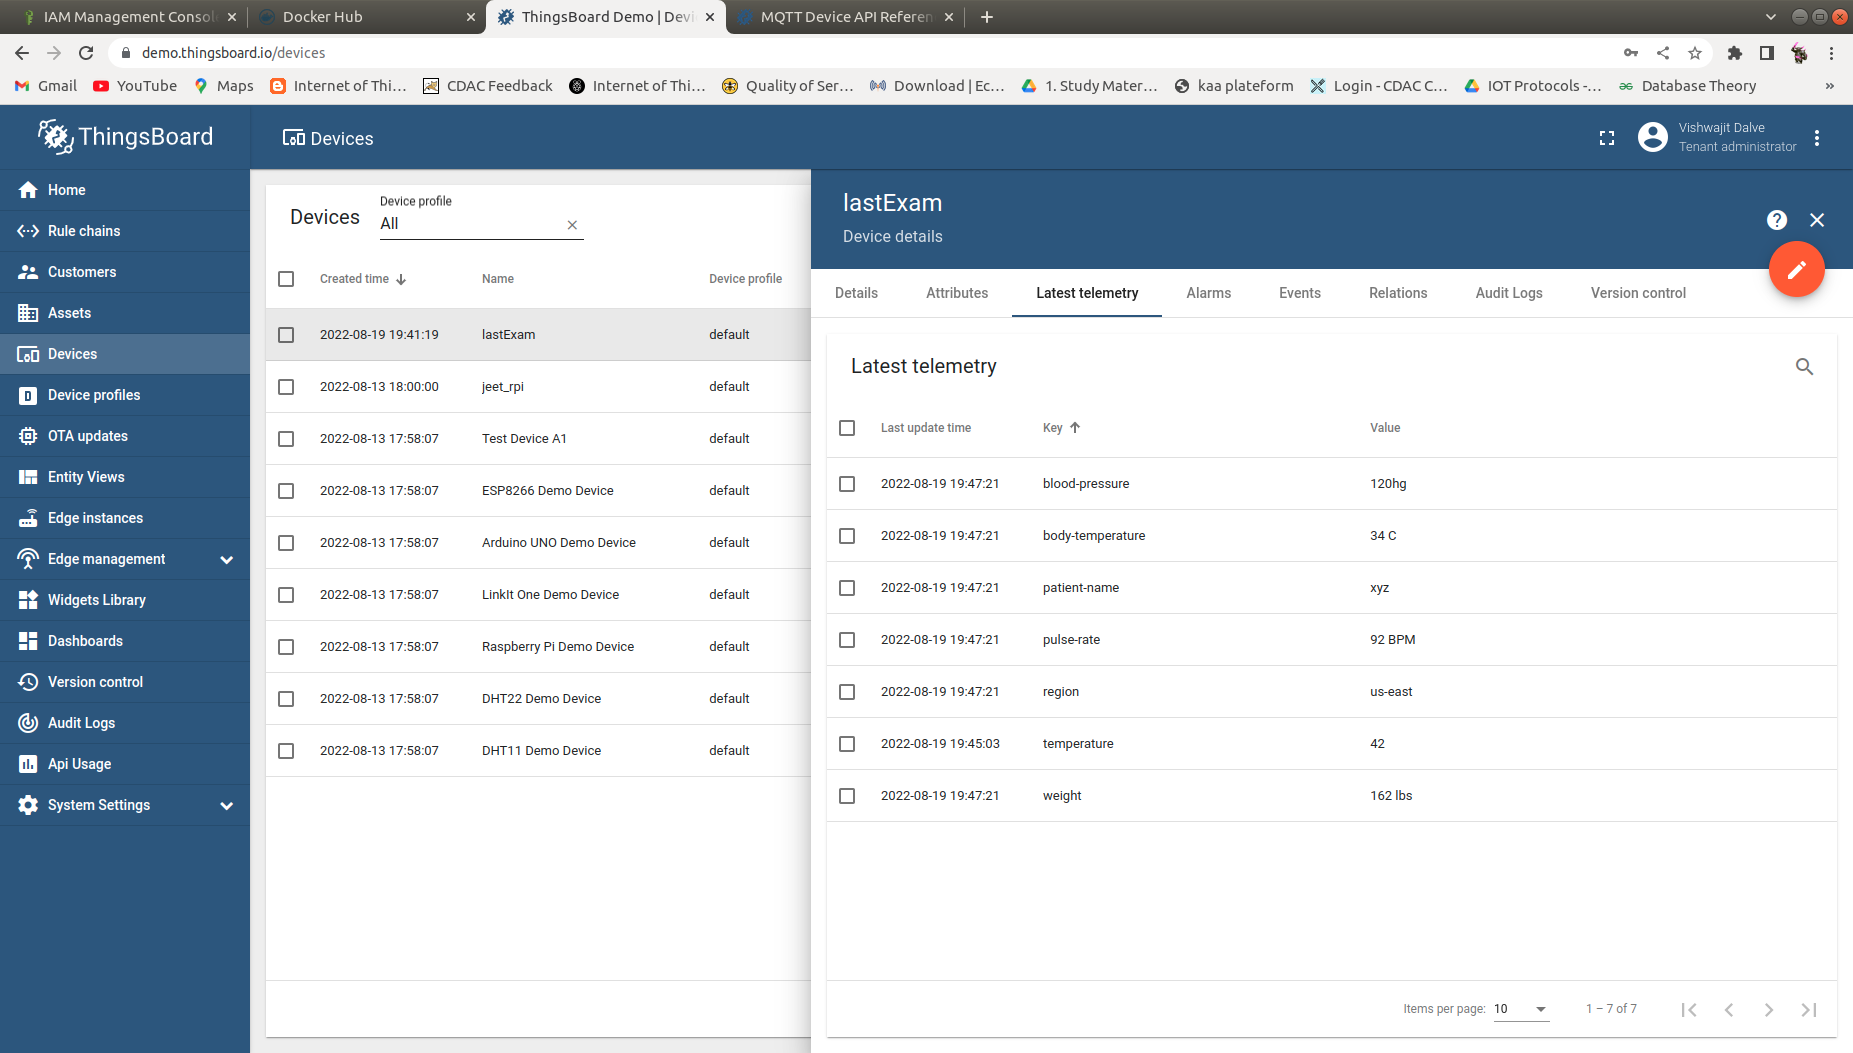 IAM Management Consol
Docker Hub
ThingsBoard Demo | Devi
MQTT Device API Referen
demo.thingsboard.io/devices
Gmail
YouTube
Maps
Internet of Thi...
CDAC Feedback
Internet of Thi...
Quality of Ser...
Download | Ec...
1. Study Mater...
kaa plateform
Login - CDAC C...
IOT Protocols -...
Database Theory
»
ThingsBoard
Devices
Vishwajit Dalve
Tenant administrator
Home
Rule chains
Customers
Assets
Devices
Device profiles
OTA updates
Entity Views
Edge instances
Edge management
Widgets Library
Dashboards
Version control
Audit Logs
Api Usage
System Settings
Devices
Device profile
All
Created time Name Device profile
2022-08-19 19:41:19 lastExam default
2022-08-13 18:00:00 jeet_rpi default
2022-08-13 17:58:07 Test Device A1 default
2022-08-13 17:58:07 ESP8266 Demo Device default
2022-08-13 17:58:07 Arduino UNO Demo Device default
2022-08-13 17:58:07 LinkIt One Demo Device default
2022-08-13 17:58:07 Raspberry Pi Demo Device default
2022-08-13 17:58:07 DHT22 Demo Device default
2022-08-13 17:58:07 DHT11 Demo Device default
lastExam
Device details
Details Attributes Latest telemetry Alarms Events Relations Audit Logs Version control
Latest telemetry
Last update time Key Value
2022-08-19 19:47:21 blood-pressure 120hg
2022-08-19 19:47:21 body-temperature 34 C
2022-08-19 19:47:21 patient-name xyz
2022-08-19 19:47:21 pulse-rate 92 BPM
2022-08-19 19:47:21 region us-east
2022-08-19 19:45:03 temperature 42
2022-08-19 19:47:21 weight 162 lbs
Items per page: 10 1 – 7 of 7